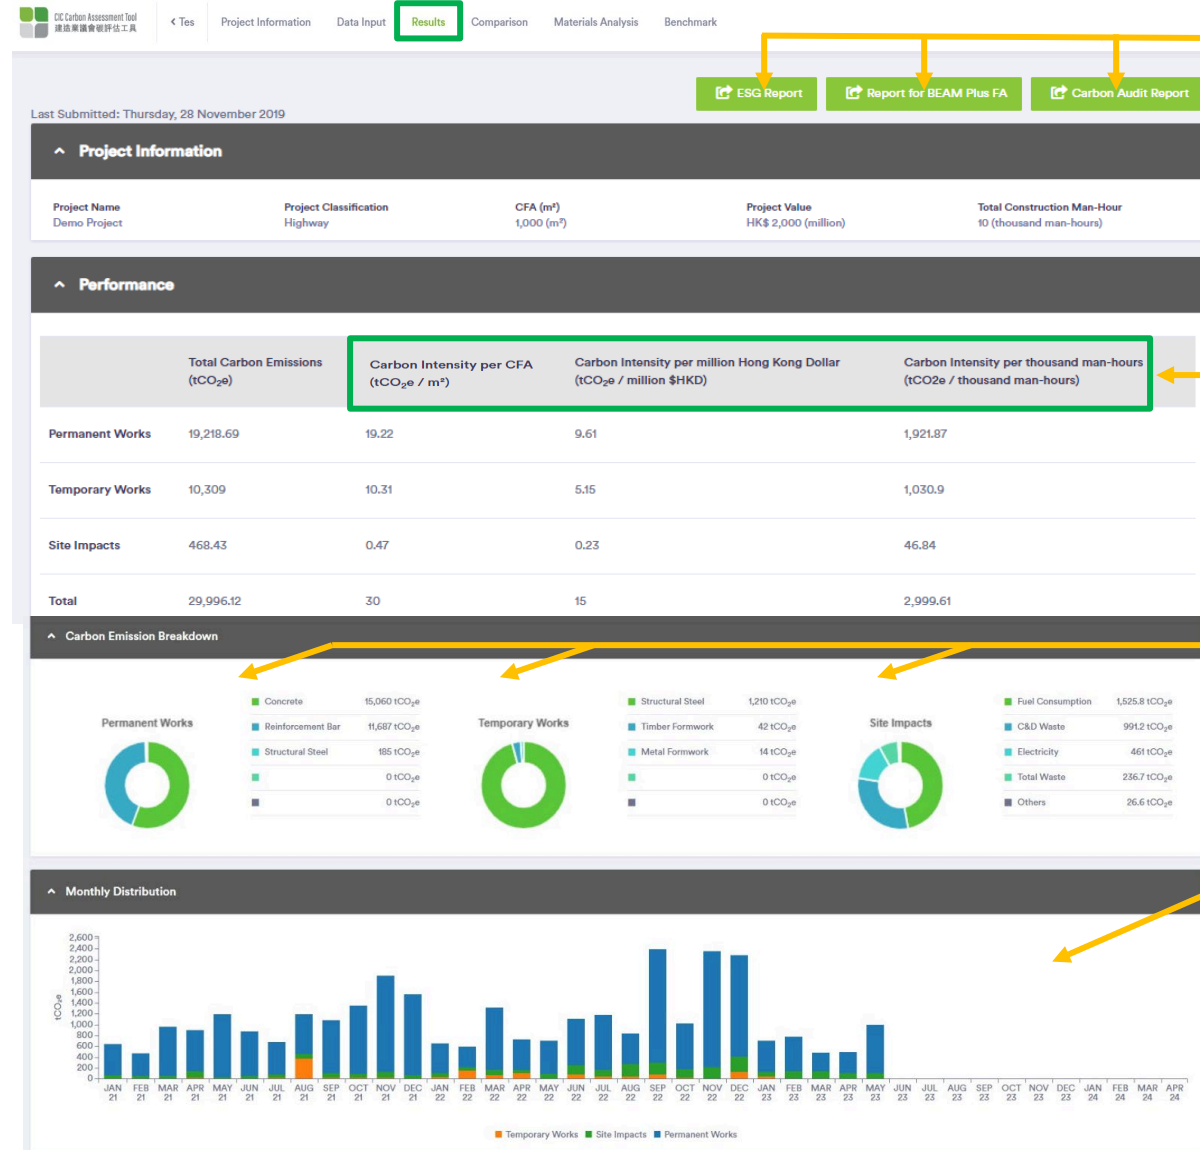 CIC Carbon Assessment Tool
建造業議會碳評估工具
Tes
Project Information
Data Input
Results
Comparison
Materials Analysis
Benchmark
ESG Report
Report for BEAM Plus FA
Carbon Audit Report
Last Submitted: Thursday, 28 November 2019
Project Information
Project Name
Project Classification
CFA (m²)
Project Value
Total Construction Man-Hour
Demo Project
Highway
1,000 (m²)
HK$ 2,000 (million)
10 (thousand man-hours)
Performance
Total Carbon Emissions
(tCO₂e)
Carbon Intensity per CFA
(tCO₂e / m²)
Carbon Intensity per million Hong Kong Dollar
(tCO₂e / million $HKD)
Carbon Intensity per thousand man-hours
(tCO2e / thousand man-hours)
Permanent Works 19,218.69 19.22 9.61 1,921.87
Temporary Works 10,309 10.31 5.15 1,030.9
Site Impacts 468.43 0.47 0.23 46.84
Total 29,996.12 30 15 2,999.61
Carbon Emission Breakdown
Permanent Works
Concrete 15,060 tCO₂e
Reinforcement Bar 11,687 tCO₂e
Structural Steel 185 tCO₂e
0 tCO₂e
0 tCO₂e
Temporary Works
Structural Steel 1,210 tCO₂e
Timber Formwork 42 tCO₂e
Metal Formwork 14 tCO₂e
0 tCO₂e
0 tCO₂e
Site Impacts
Fuel Consumption 1,525.8 tCO₂e
C&D Waste 991.2 tCO₂e
Electricity 461 tCO₂e
Total Waste 236.7 tCO₂e
Others 26.6 tCO₂e
Monthly Distribution
tCO₂e
2,600
2,400
2,200
2,000
1,800
1,600
1,400
1,200
1,000
800
600
400
200
0
JAN FEB MAR APR MAY JUN JUL AUG SEP OCT NOV DEC JAN FEB MAR APR MAY JUN JUL AUG SEP OCT NOV DEC JAN FEB MAR APR MAY JUN JUL AUG SEP OCT NOV DEC JAN FEB MAR APR
21 21 21 21 21 21 21 21 21 21 21 21 22 22 22 22 22 22 22 22 22 22 22 22 23 23 23 23 23 23 23 23 23 23 23 23 24 24 24 24
Temporary Works Site Impacts Permanent Works